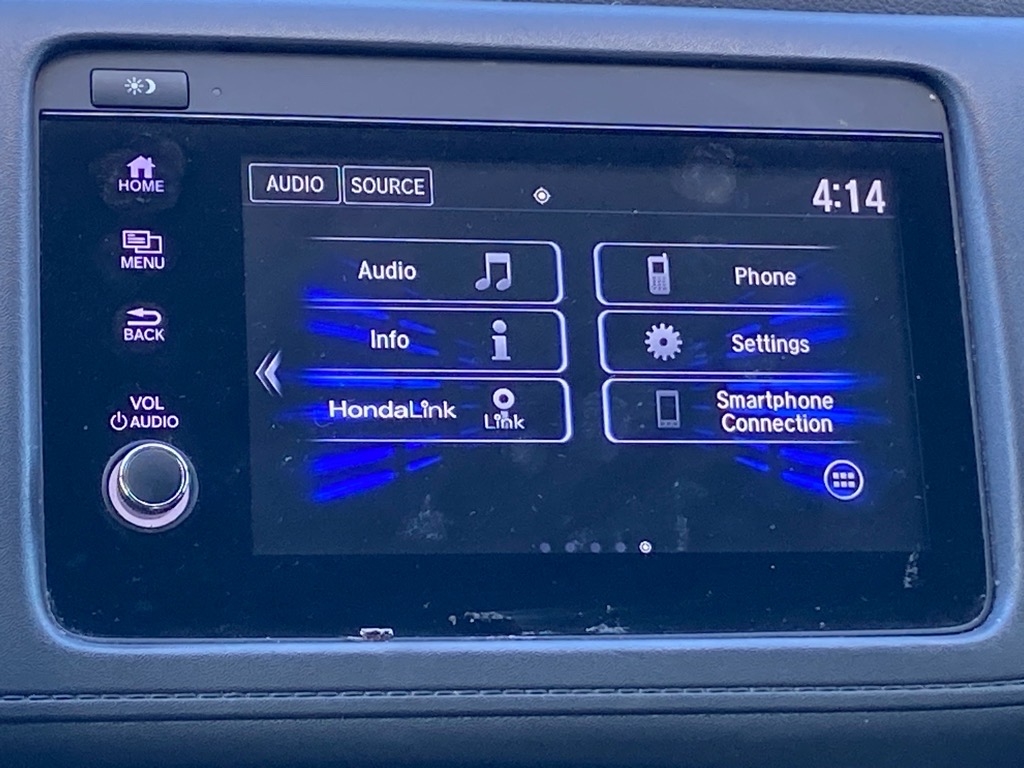 HOME
MENU
BACK
VOL
AUDIO
AUDIO SOURCE
4:14
Audio
Phone
Info
Settings
HondaLink
Link
Smartphone
Connection